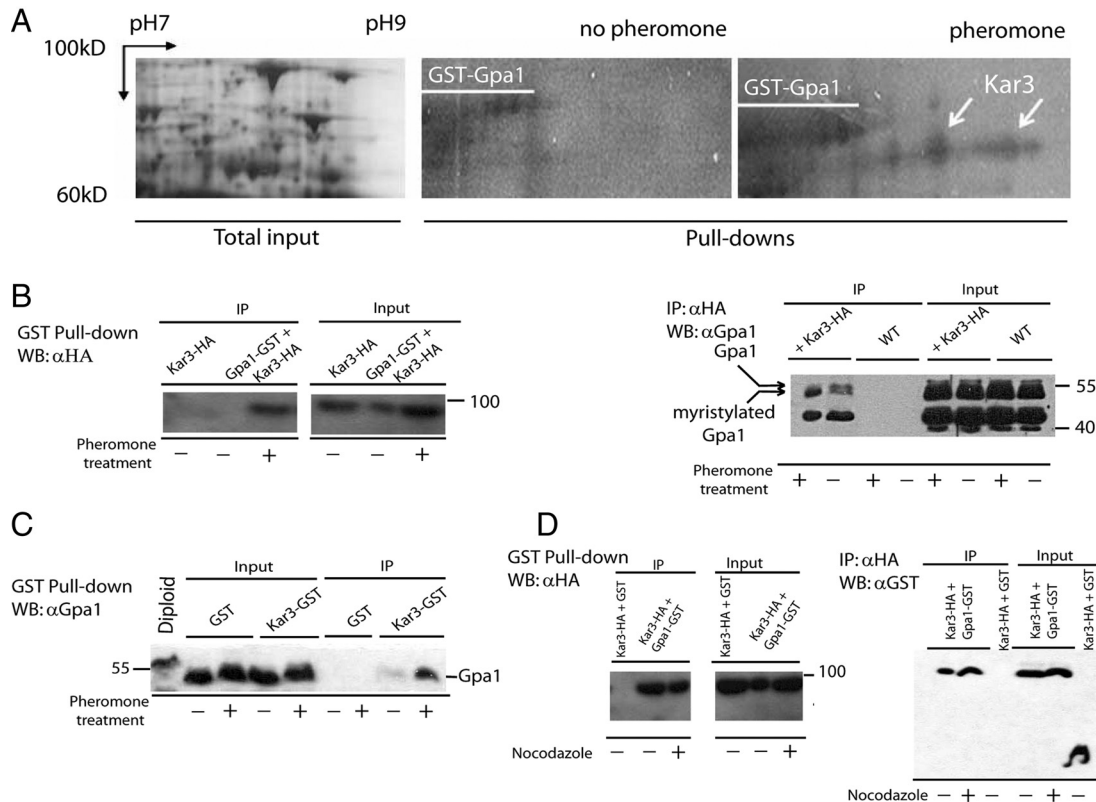 A
pH7
pH9
no pheromone
pheromone
100kD
60kD
GST-Gpa1
GST-Gpa1
Kar3
Total input
Pull-downs
B
GST Pull-down
WB: αHA
IP
Input
Kar3-HA
Gpa1-GST +
Kar3-HA
Kar3-HA
Gpa1-GST +
Kar3-HA
100
Pheromone
treatment
– – + – – +
IP: αHA
WB: αGpa1
IP
Input
+ Kar3-HA
WT
+ Kar3-HA
WT
Gpa1
myristylated
Gpa1
55
40
Pheromone
treatment
+ – + – + – + –
C
GST Pull-down
WB: αGpa1
Diploid
Input
IP
GST
Kar3-GST
GST
Kar3-GST
55
Gpa1
Pheromone
treatment
– + – + – + – +
D
GST Pull-down
WB: αHA
IP
Input
Kar3-HA + GST
Kar3-HA +
Gpa1-GST
Kar3-HA + GST
Kar3-HA +
Gpa1-GST
100
Nocodazole
– – + – – +
IP: αHA
WB: αGST
IP
Input
Kar3-HA +
Gpa1-GST
Kar3-HA + GST
Kar3-HA +
Gpa1-GST
Kar3-HA + GST
Nocodazole
– + – – + –